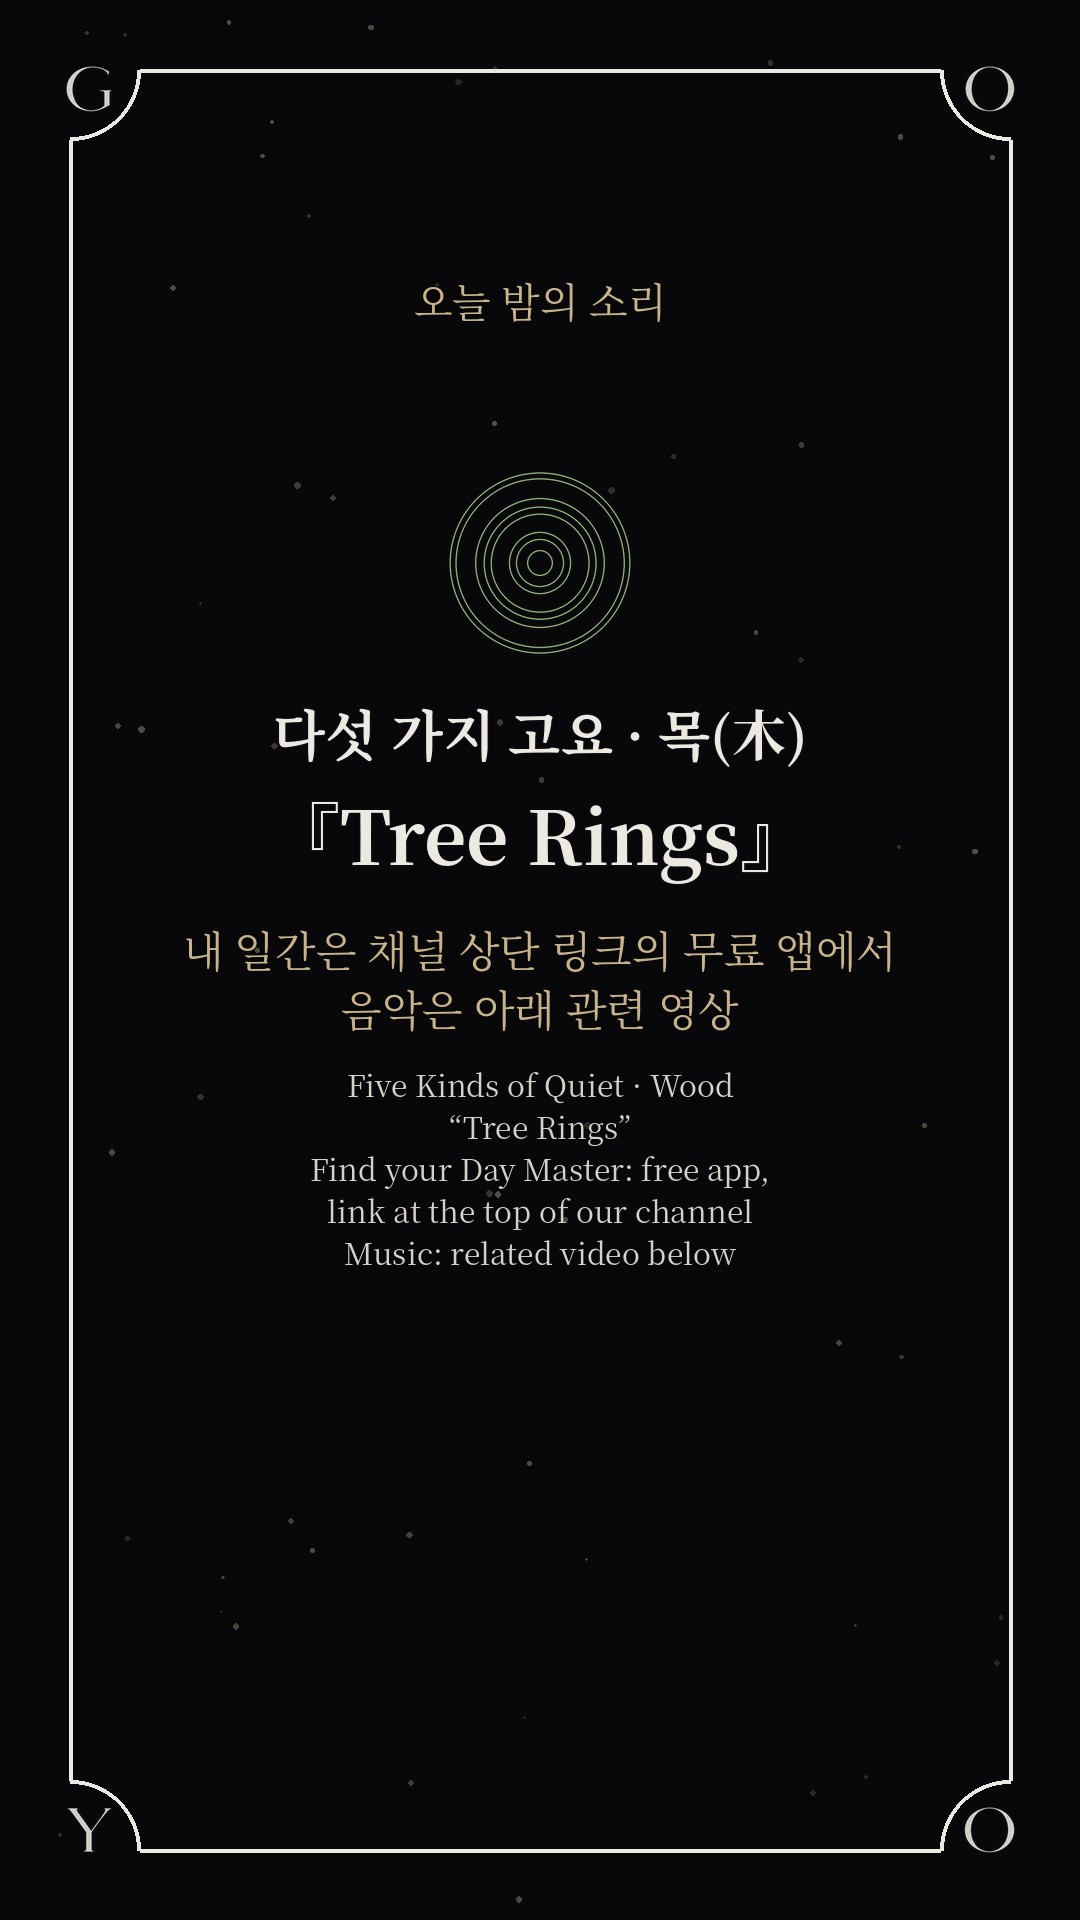 G O
오늘 밤의 소리
다섯 가지 고요 · 목(木)
『Tree Rings』
내 일간은 채널 상단 링크의 무료 앱에서
음악은 아래 관련 영상
Five Kinds of Quiet · Wood
“Tree Rings”
Find your Day Master: free app,
link at the top of our channel
Music: related video below
Y O